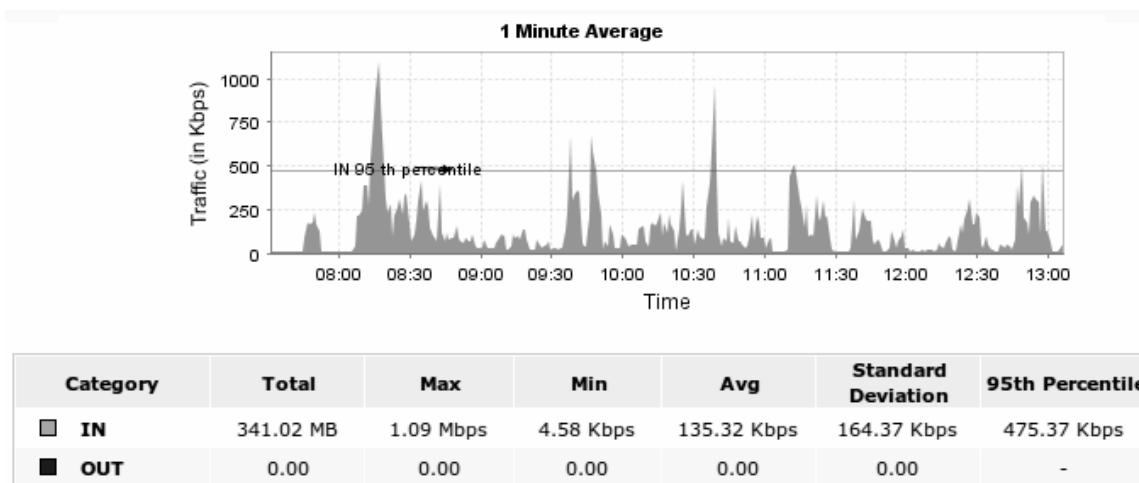 1 Minute Average
Traffic (in Kbps)
1000
750
500
250
0
IN 95 th percentile
08:00 08:30 09:00 09:30 10:00 10:30 11:00 11:30 12:00 12:30 13:00
Time
Category Total Max Min Avg Standard Deviation 95th Percentile
IN 341.02 MB 1.09 Mbps 4.58 Kbps 135.32 Kbps 164.37 Kbps 475.37 Kbps
OUT 0.00 0.00 0.00 0.00 0.00 -